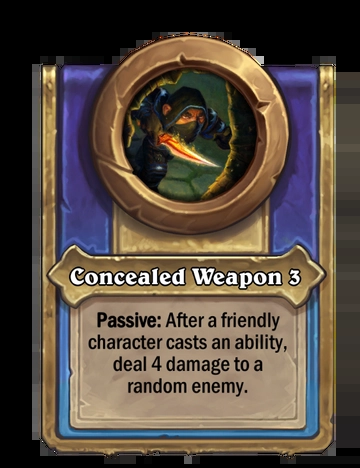 Concealed Weapon 3
Passive: After a friendly
character casts an ability,
deal 4 damage to a
random enemy.